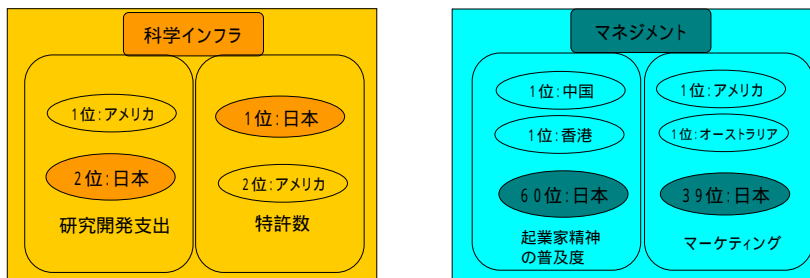 科学インフラ
1位:アメリカ
2位:日本
研究開発支出
1位:日本
2位:アメリカ
特許数
マネジメント
1位:中国
1位:香港
60位:日本
起業家精神
の普及度
1位:アメリカ
1位:オーストラリア
39位:日本
マーケティング